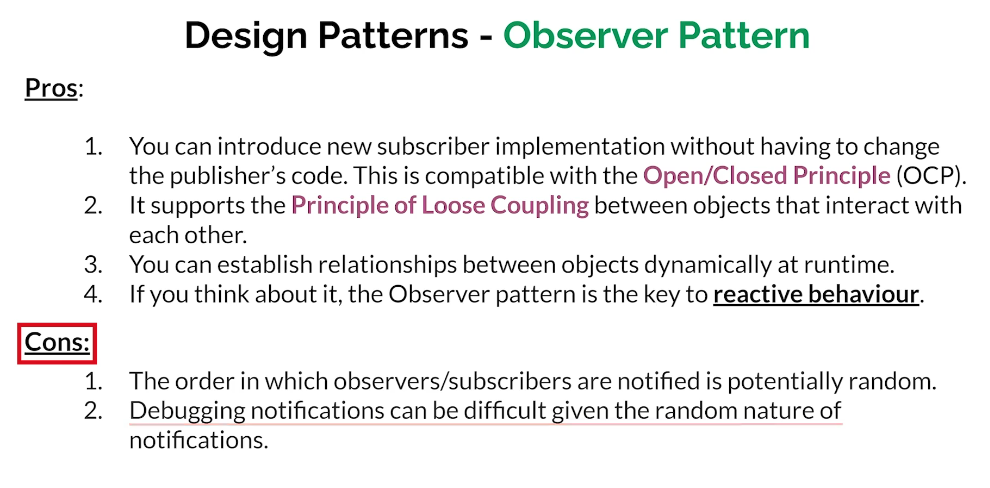 Design Patterns - Observer Pattern
Pros:
1. You can introduce new subscriber implementation without having to change
the publisher's code. This is compatible with the Open/Closed Principle (OCP).
2. It supports the Principle of Loose Coupling between objects that interact with
each other.
3. You can establish relationships between objects dynamically at runtime.
4. If you think about it, the Observer pattern is the key to reactive behaviour.
Cons:
1. The order in which observers/subscribers are notified is potentially random.
2. Debugging notifications can be difficult given the random nature of
notifications.